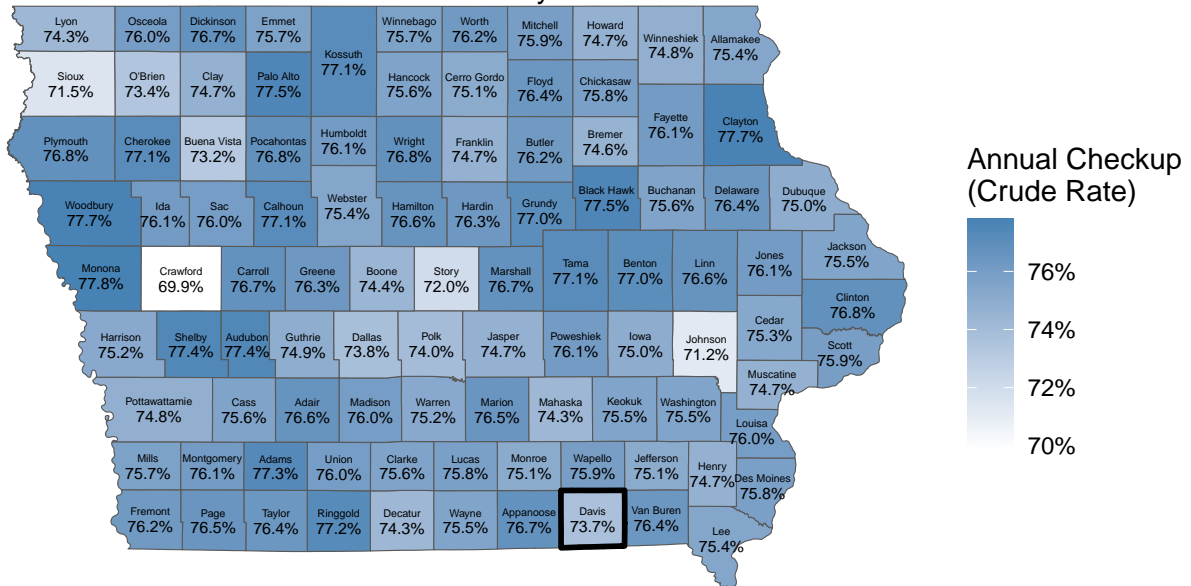 Lyon
74.3%
Osceola
76.0%
Dickinson
76.7%
Emmet
75.7%
Kossuth
77.1%
Winnebago
75.7%
Worth
76.2%
Mitchell
75.9%
Howard
74.7%
Winneshiek
74.8%
Allamakee
75.4%
Sioux
71.5%
O'Brien
73.4%
Clay
74.7%
Palo Alto
77.5%
Hancock
75.6%
Cerro Gordo
75.1%
Floyd
76.4%
Chickasaw
75.8%
Fayette
76.1%
Clayton
77.7%
Plymouth
76.8%
Cherokee
77.1%
Buena Vista
73.2%
Pocahontas
76.8%
Humboldt
76.1%
Wright
76.8%
Franklin
74.7%
Butler
76.2%
Bremer
74.6%
Woodbury
77.7%
Ida
76.1%
Sac
76.0%
Calhoun
77.1%
Webster
75.4%
Hamilton
76.6%
Hardin
76.3%
Grundy
77.0%
Black Hawk
77.5%
Buchanan
75.6%
Delaware
76.4%
Dubuque
75.0%
Monona
77.8%
Crawford
69.9%
Carroll
76.7%
Greene
76.3%
Boone
74.4%
Story
72.0%
Marshall
76.7%
Tama
77.1%
Benton
77.0%
Linn
76.6%
Jones
76.1%
Jackson
75.5%
Clinton
76.8%
Harrison
75.2%
Shelby
77.4%
Audubon
77.4%
Guthrie
74.9%
Dallas
73.8%
Polk
74.0%
Jasper
74.7%
Poweshiek
76.1%
Iowa
75.0%
Johnson
71.2%
Cedar
75.3%
Scott
75.9%
Muscatine
74.7%
Pottawattamie
74.8%
Cass
75.6%
Adair
76.6%
Madison
76.0%
Warren
75.2%
Marion
76.5%
Mahaska
74.3%
Keokuk
75.5%
Washington
75.5%
Louisa
76.0%
Mills
75.7%
Montgomery
76.1%
Adams
77.3%
Union
76.0%
Clarke
75.6%
Lucas
75.8%
Monroe
75.1%
Wapello
75.9%
Jefferson
75.1%
Henry
74.7%
Des Moines
75.8%
Fremont
76.2%
Page
76.5%
Taylor
76.4%
Ringgold
77.2%
Decatur
74.3%
Wayne
75.5%
Appanoose
76.7%
Davis
73.7%
Van Buren
76.4%
Lee
75.4%
Annual Checkup
(Crude Rate)
76%
74%
72%
70%